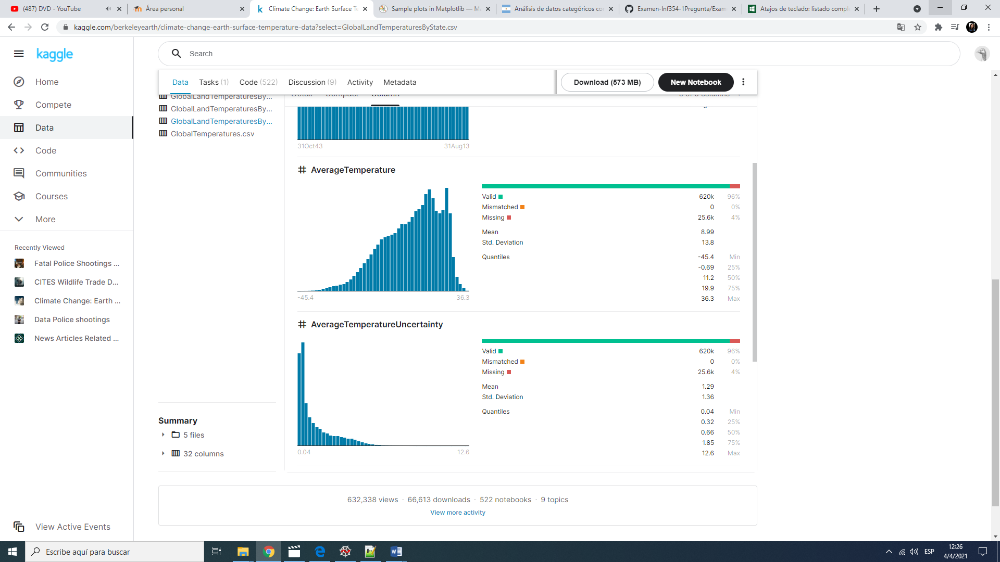 (487) DVD - YouTube
Área personal
Climate Change: Earth Surface Te
Sample plots in Matplotlib — Ma
Análisis de datos categóricos co
Examen-Inf354-1Pregunta/Exam
Atajos de teclado: listado comple
kaggle.com/berkeleyearth/climate-change-earth-surface-temperature-data?select=GlobalLandTemperaturesByState.csv
kaggle
Search
Data
Tasks (1)
Code (522)
Discussion (9)
Activity
Metadata
Download (573 MB)
New Notebook
Home
Compete
Data
Code
Communities
Courses
More
Recently Viewed
Fatal Police Shootings ...
CITES Wildlife Trade D...
Climate Change: Earth ...
Data Police shootings
News Articles Related ...
View Active Events
GlobalLandTemperaturesBy...
GlobalLandTemperaturesBy...
GlobalLandTemperaturesBy...
GlobalTemperatures.csv
Summary
5 files
32 columns
Detail
Compact
Column
31Oct43
31Aug13
AverageTemperature
-45.4
36.3
Valid 620k 96%
Mismatched 0 0%
Missing 25.6k 4%
Mean 8.99
Std. Deviation 13.8
Quantiles -45.4 Min
-0.69 25%
11.2 50%
19.9 75%
36.3 Max
AverageTemperatureUncertainty
0.04
12.6
Valid 620k 96%
Mismatched 0 0%
Missing 25.6k 4%
Mean 1.29
Std. Deviation 1.36
Quantiles 0.04 Min
0.32 25%
0.66 50%
1.85 75%
12.6 Max
632,338 views · 66,613 downloads · 522 notebooks · 9 topics
View more activity
Escribe aquí para buscar
ESP
12:26
4/4/2021